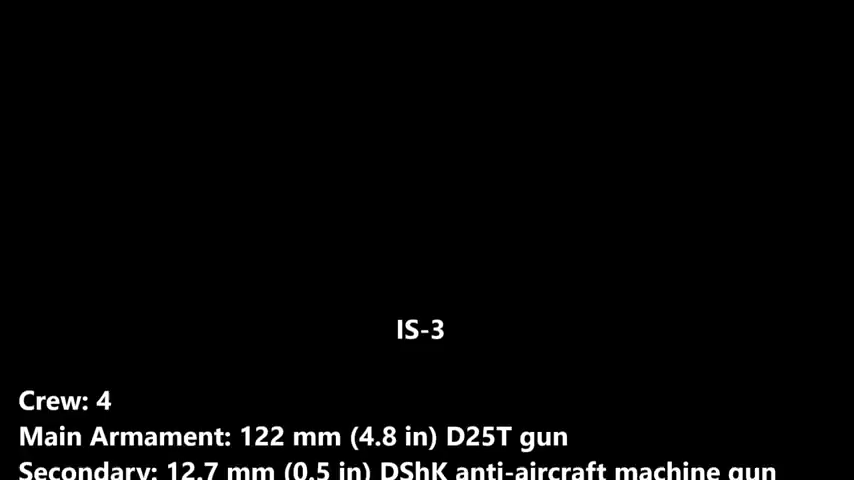 IS-3
Crew: 4
Main Armament: 122 mm (4.8 in) D25T gun
Secondary: 12.7 mm (0.5 in) DShK anti-aircraft machine gun